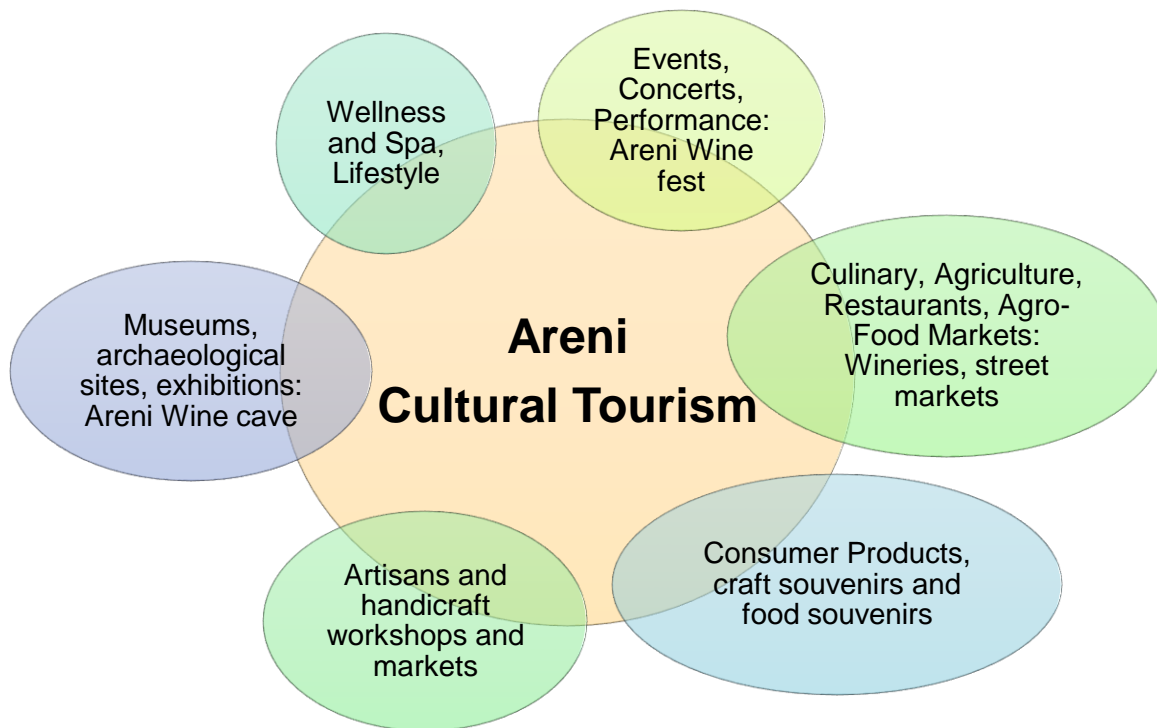 Events,
Concerts,
Performance:
Areni Wine
fest
Wellness
and Spa,
Lifestyle
Culinary, Agriculture,
Restaurants, Agro-
Food Markets:
Wineries, street
markets
Museums,
archaeological
sites, exhibitions:
Areni Wine cave
Areni
Cultural Tourism
Consumer Products,
craft souvenirs and
food souvenirs
Artisans and
handicraft
workshops and
markets